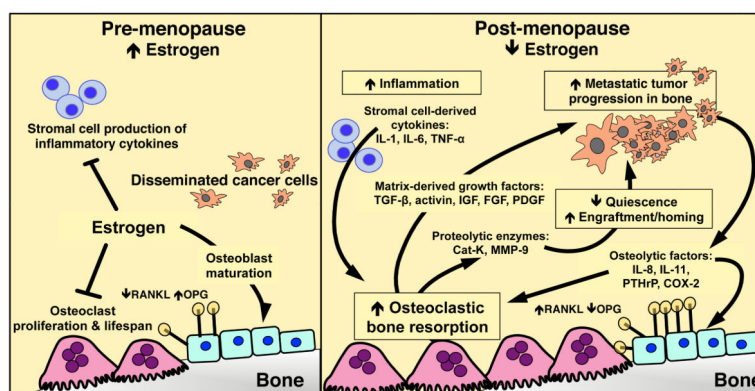 Pre-menopause
↑ Estrogen
Stromal cell production of
inflammatory cytokines
Disseminated cancer cells
Estrogen
Osteoblast
maturation
↓RANKL ↑OPG
Osteoclast
proliferation & lifespan
Bone
Post-menopause
↓ Estrogen
↑ Inflammation
Stromal cell-derived
cytokines:
IL-1, IL-6, TNF-α
↑ Metastatic tumor
progression in bone
Matrix-derived growth factors:
TGF-β, activin, IGF, FGF, PDGF
↓ Quiescence
↑ Engraftment/homing
Proteolytic enzymes:
Cat-K, MMP-9
Osteolytic factors:
IL-8, IL-11,
PTHrP, COX-2
↑ Osteoclastic
bone resorption
↑RANKL ↓OPG
Bone